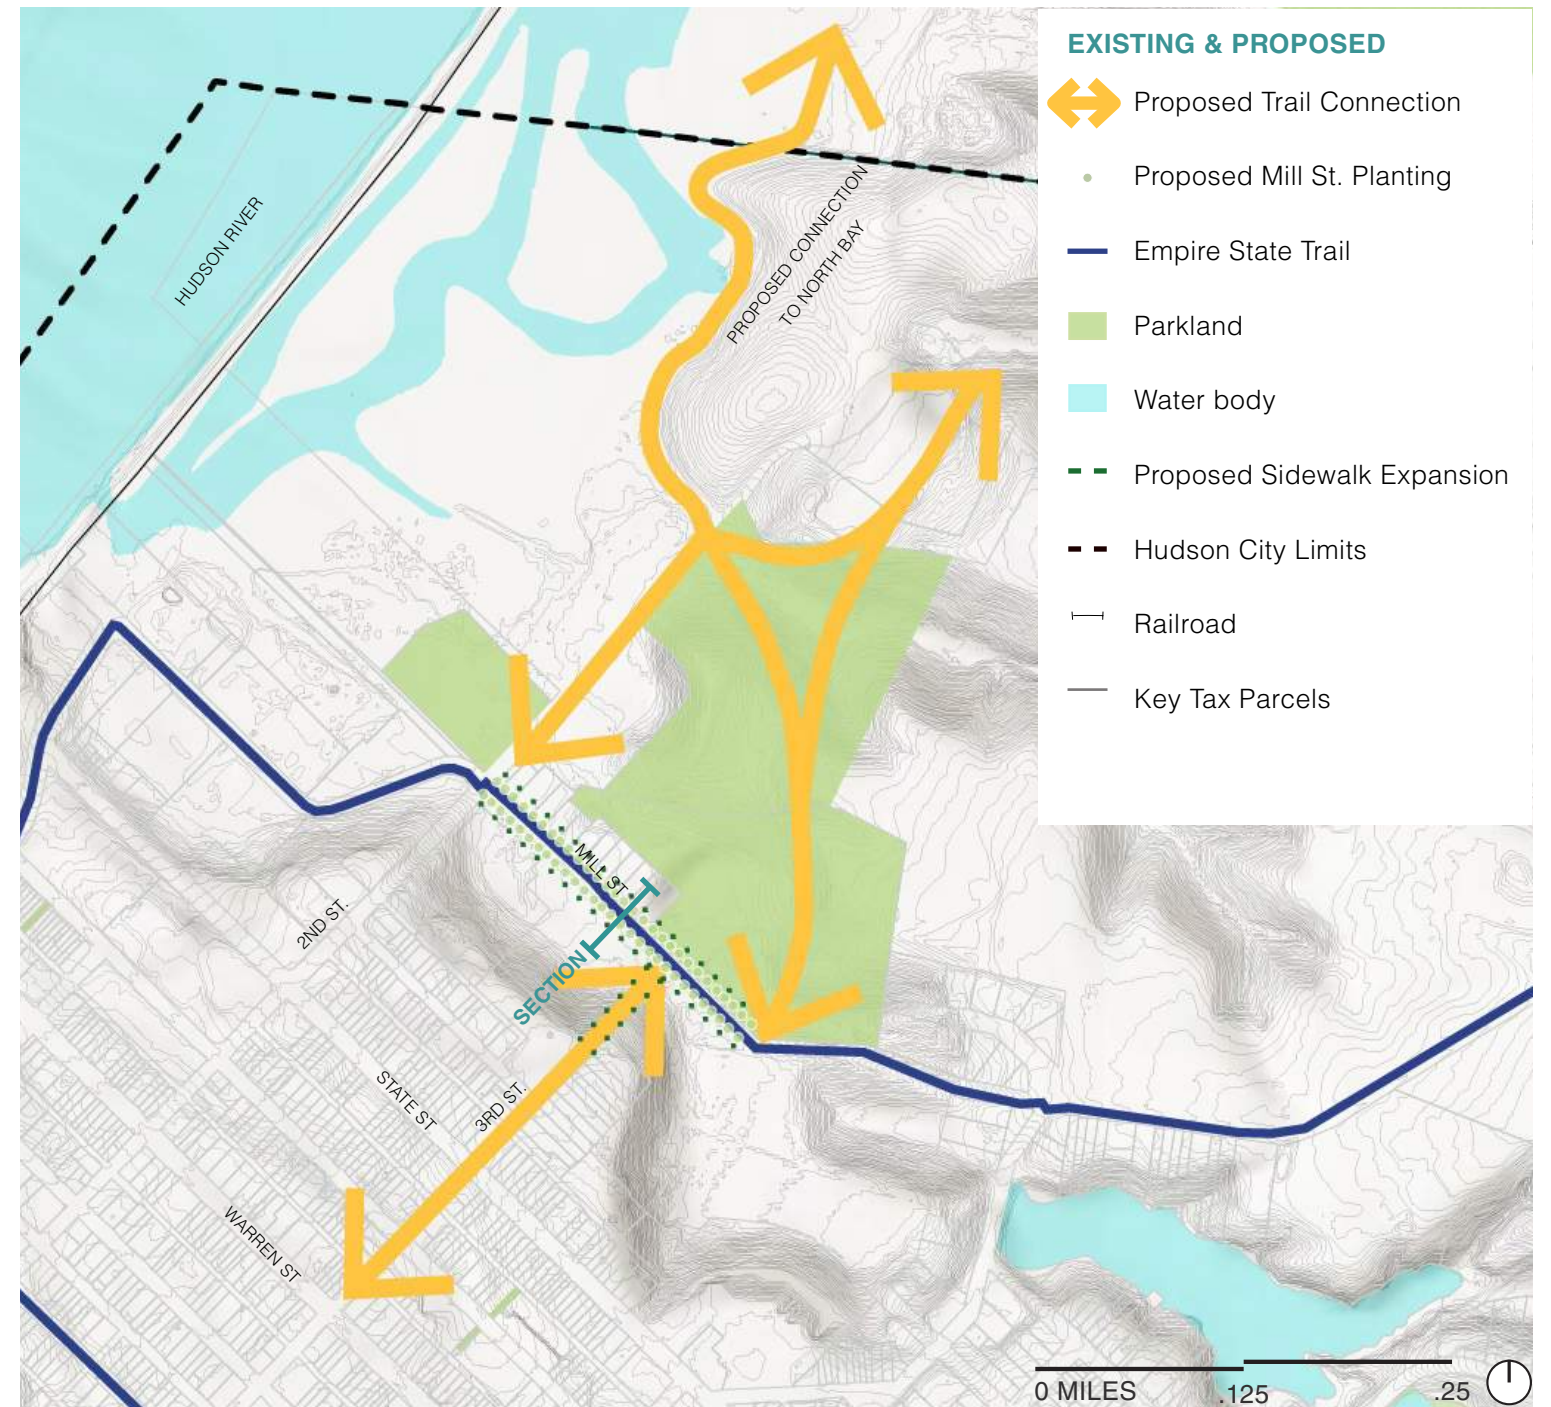 EXISTING & PROPOSED
Proposed Trail Connection
Proposed Mill St. Planting
Empire State Trail
Parkland
Water body
Proposed Sidewalk Expansion
Hudson City Limits
Railroad
Key Tax Parcels
HUDSON RIVER
PROPOSED CONNECTION
TO NORTH BAY
MILL ST
SECTION
2ND ST.
STATE ST
3RD ST.
WARREN ST
0 MILES .125 .25